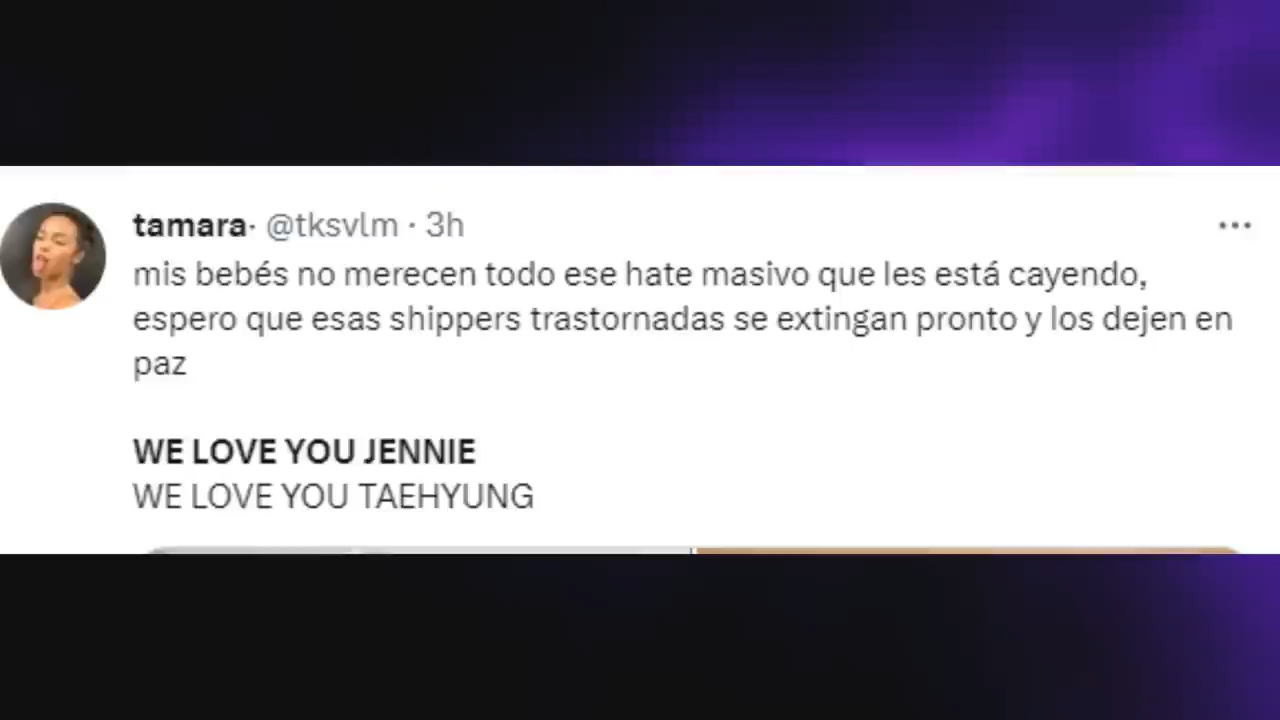 tamara· @tksvlm · 3h
mis bebés no merecen todo ese hate masivo que les está cayendo,
espero que esas shippers trastornadas se extingan pronto y los dejen en
paz
WE LOVE YOU JENNIE
WE LOVE YOU TAEHYUNG